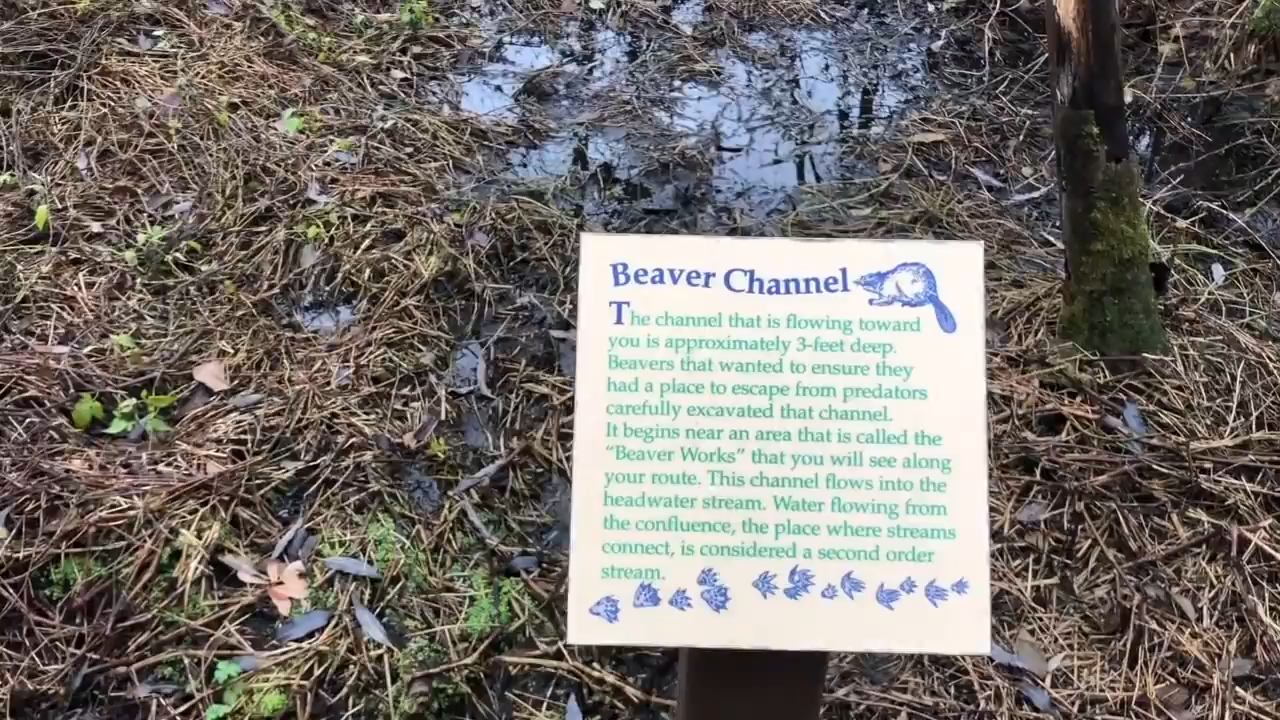 Beaver Channel
The channel that is flowing toward
you is approximately 3-feet deep.
Beavers that wanted to ensure they
had a place to escape from predators
carefully excavated that channel.
It begins near an area that is called the
“Beaver Works” that you will see along
your route. This channel flows into the
headwater stream. Water flowing from
the confluence, the place where streams
connect, is considered a second order
stream.